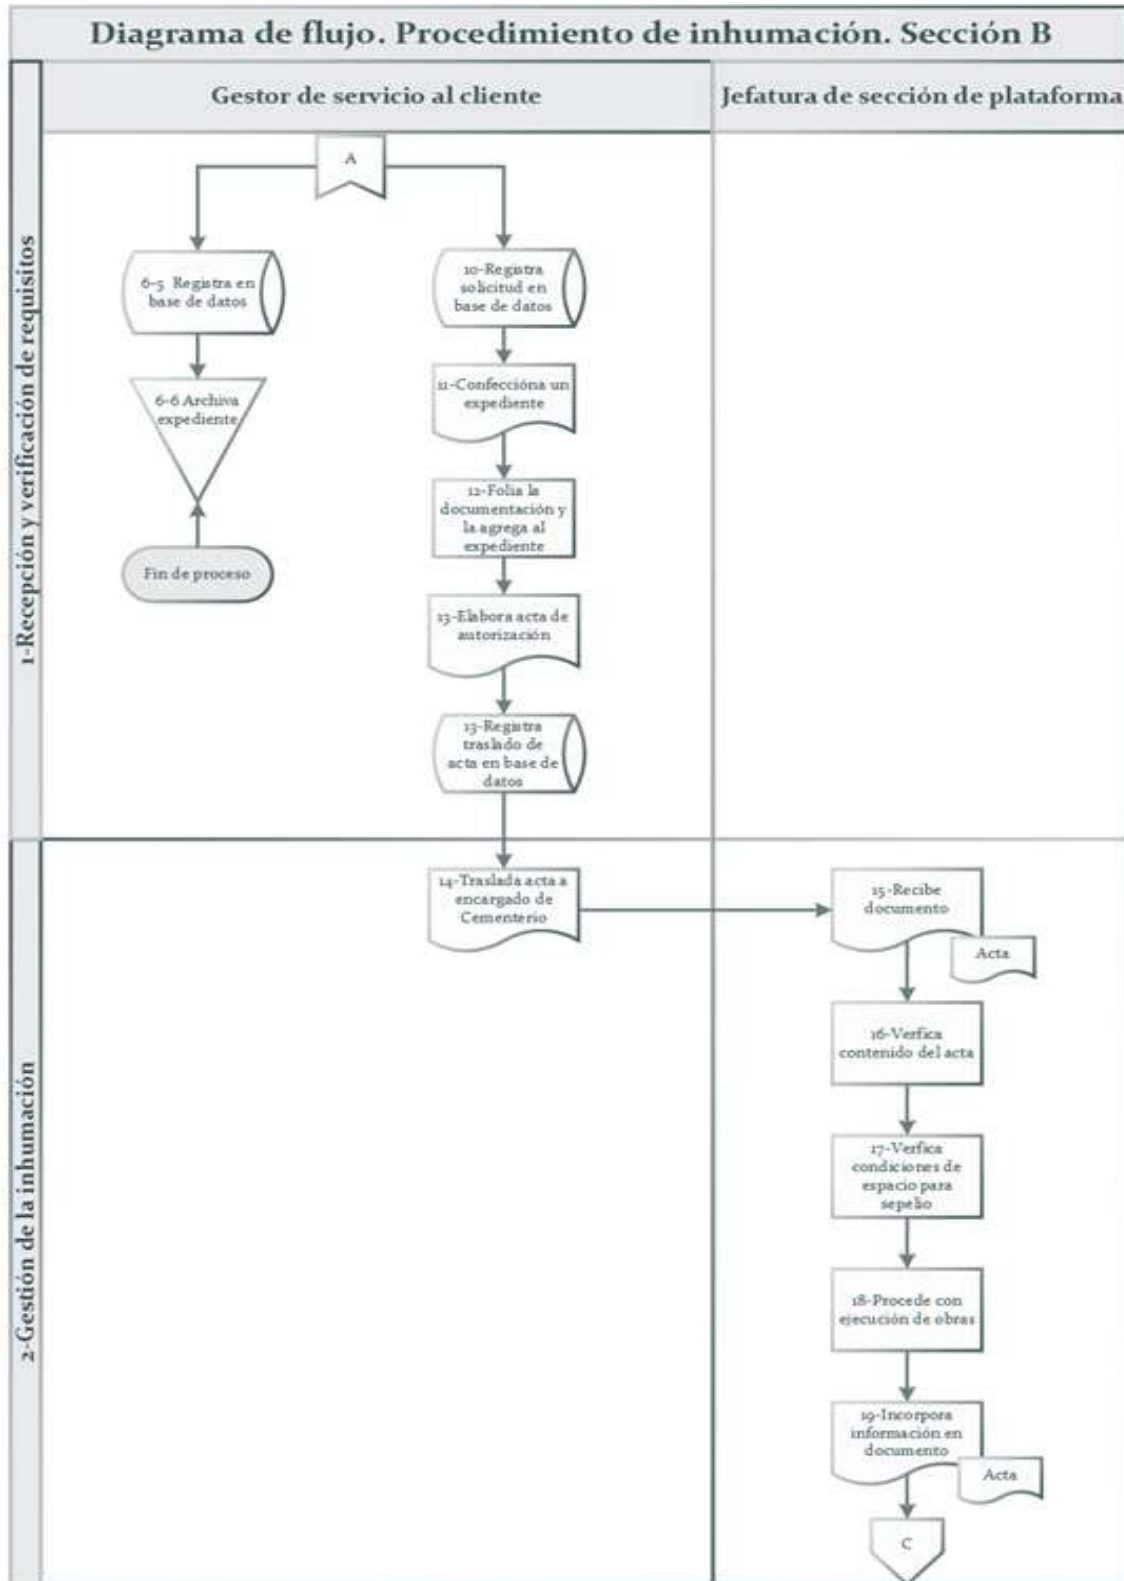 Diagrama de flujo. Procedimiento de inhumación. Sección B
Gestor de servicio al cliente
Jefatura de sección de plataforma
1-Recepción y verificación de requisitos
A
6-5 Registra en
base de datos
6-6 Archiva
expediente
Fin de proceso
10-Registra
solicitud en
base de datos
11-Confeccióna un
expediente
12-Folia la
documentación y
la agrega al
expediente
13-Elabora acta de
autorización
13-Registra
traslado de
acta en base de
datos
2-Gestión de la inhumación
14-Traslada acta a
encargado de
Cementerio
15-Recibe
documento
Acta
16-Verfica
contenido del acta
17-Verfica
condiciones de
espacio para
sepelio
18-Procede con
ejecución de obras
19-Incorpora
información en
documento
Acta
C